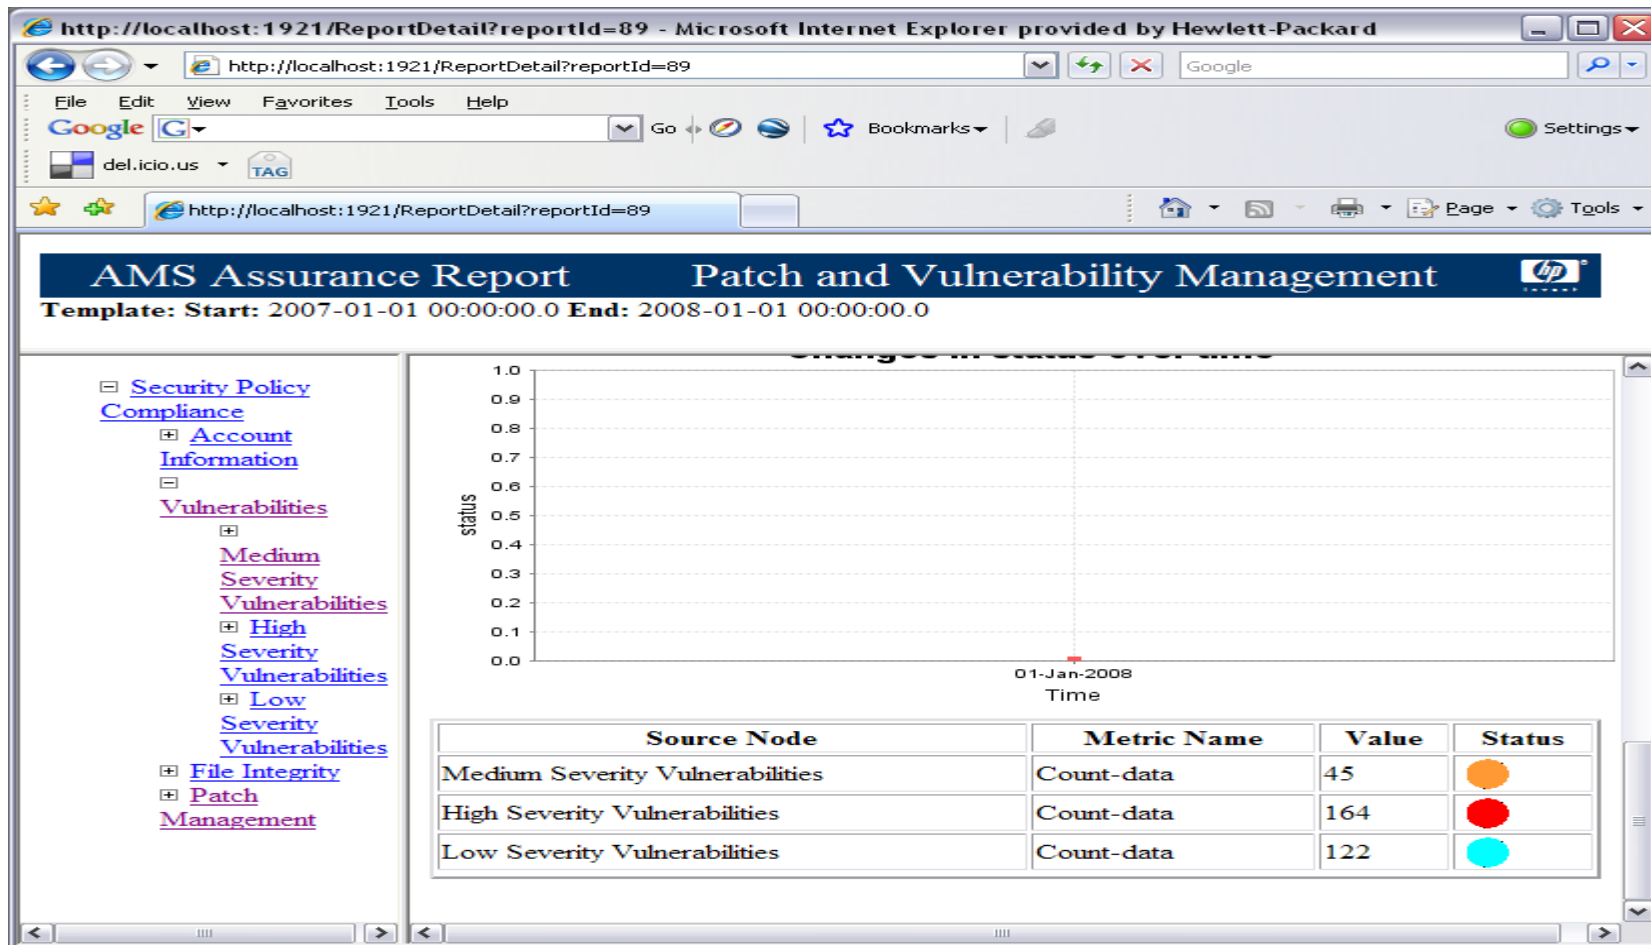 http://localhost:1921/ReportDetail?reportId=89 - Microsoft Internet Explorer provided by Hewlett-Packard
http://localhost:1921/ReportDetail?reportId=89
Google
File Edit View Favorites Tools Help
Google G Go Bookmarks Settings
del.icio.us TAG
http://localhost:1921/ReportDetail?reportId=89
Page Tools
AMS Assurance Report Patch and Vulnerability Management hp invent
Template: Start: 2007-01-01 00:00:00.0 End: 2008-01-01 00:00:00.0
Security Policy
Compliance
Account
Information
Vulnerabilities
Medium
Severity
Vulnerabilities
High
Severity
Vulnerabilities
Low
Severity
Vulnerabilities
File Integrity
Patch
Management
Changes in status over time
1.0
0.9
0.8
0.7
0.6
0.5
0.4
0.3
0.2
0.1
0.0
status
01-Jan-2008
Time
Source Node Metric Name Value Status
Medium Severity Vulnerabilities Count-data 45
High Severity Vulnerabilities Count-data 164
Low Severity Vulnerabilities Count-data 122